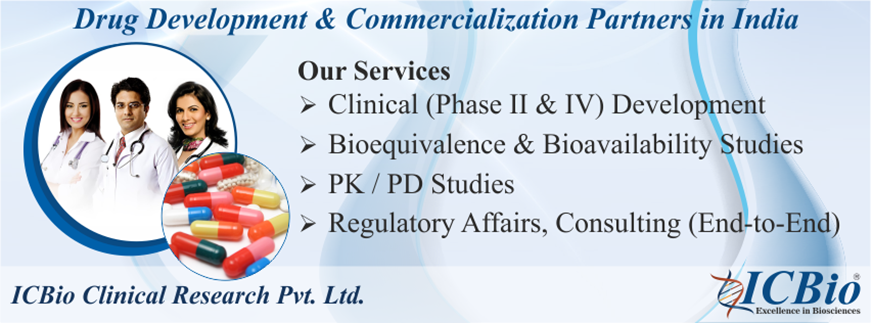 Drug Development & Commercialization Partners in India
Our Services
➢ Clinical (Phase II & IV) Development
➢ Bioequivalence & Bioavailability Studies
➢ PK / PD Studies
➢ Regulatory Affairs, Consulting (End-to-End)
ICBio Clinical Research Pvt. Ltd.
ICBio®
Excellence in Biosciences